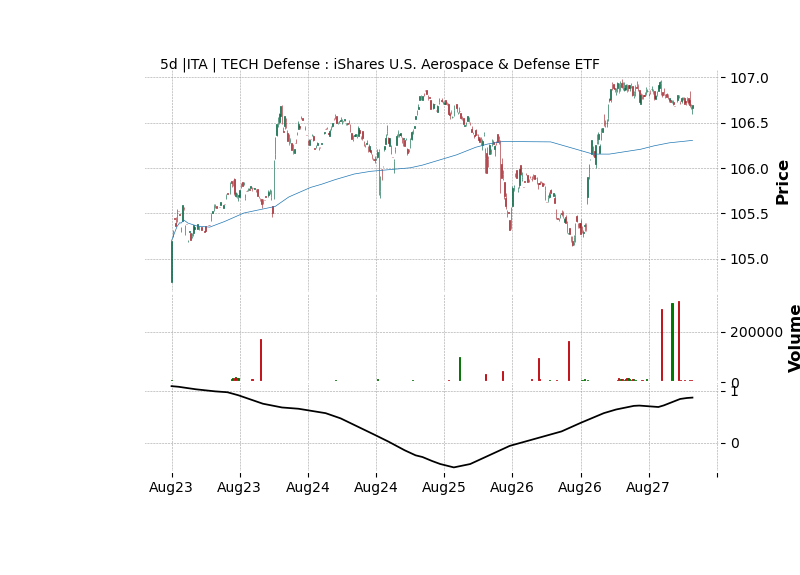 5d |ITA | TECH Defense : iShares U.S. Aerospace & Defense ETF
107.0
106.5
106.0
105.5
105.0
Price
200000
0
Volume
1
0
Aug23 Aug23 Aug24 Aug24 Aug25 Aug26 Aug26 Aug27